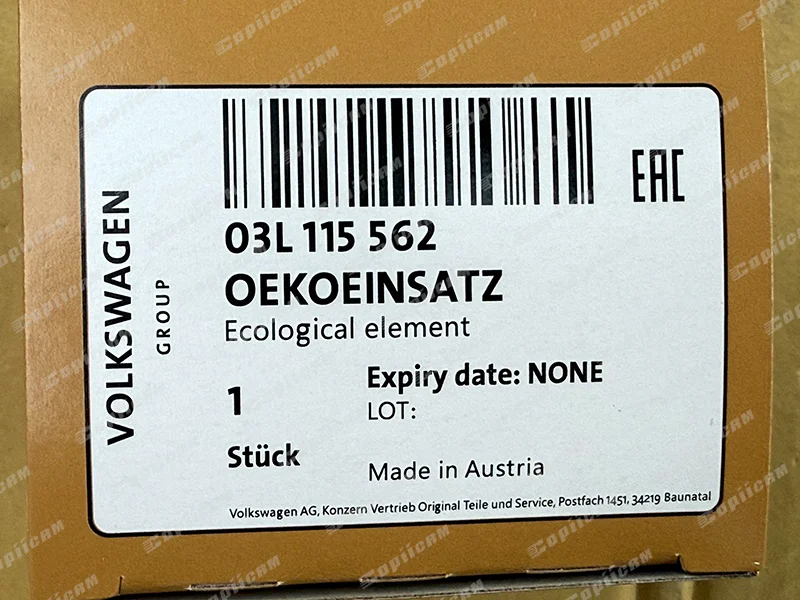 VOLKSWAGEN
GROUP
EAC
03L 115 562
OEKOEINSATZ
Ecological element
1
Stück
Expiry date: NONE
LOT:
Made in Austria
Volkswagen AG, Konzern Vertrieb Original Teile und Service, Postfach 1451, 34219 Baunatal
CopiiCAM